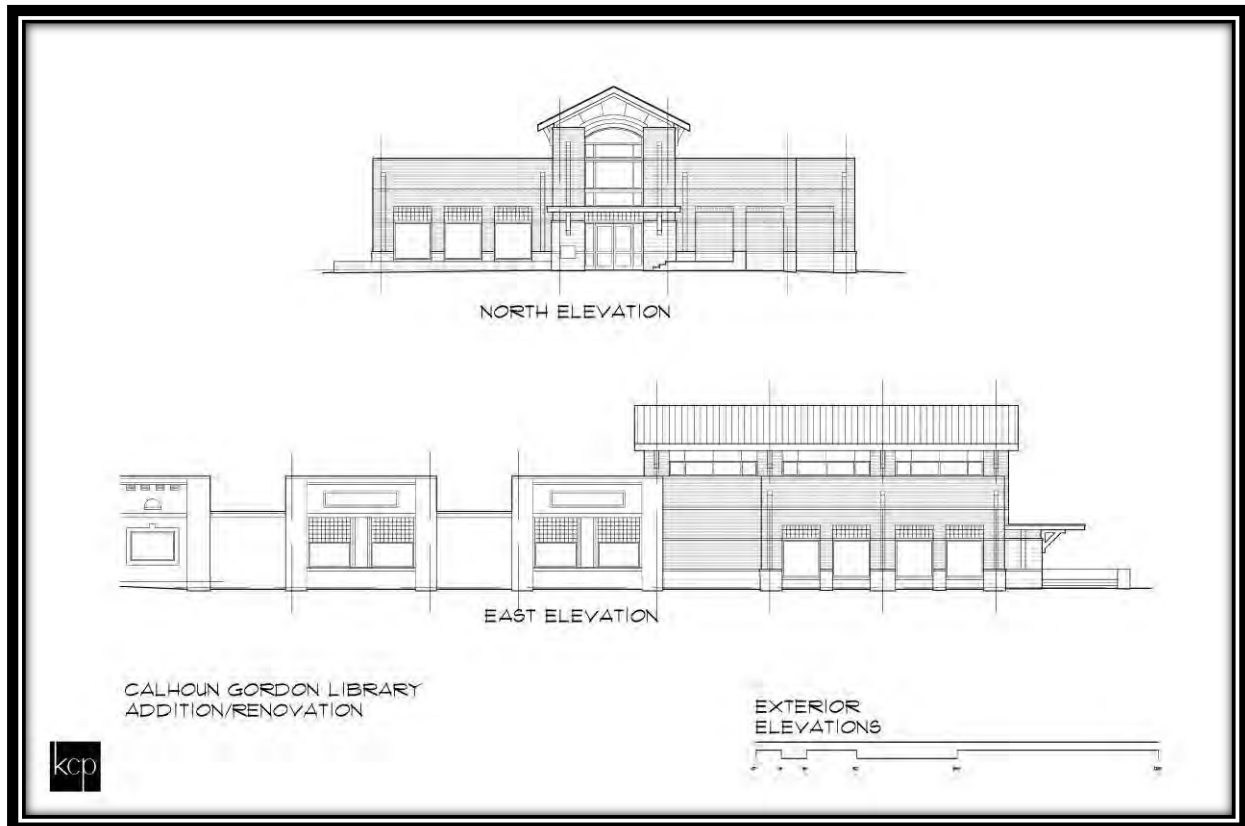 NORTH ELEVATION
EAST ELEVATION
CALHOUN GORDON LIBRARY
ADDITION/RENOVATION
EXTERIOR
ELEVATIONS
kcp